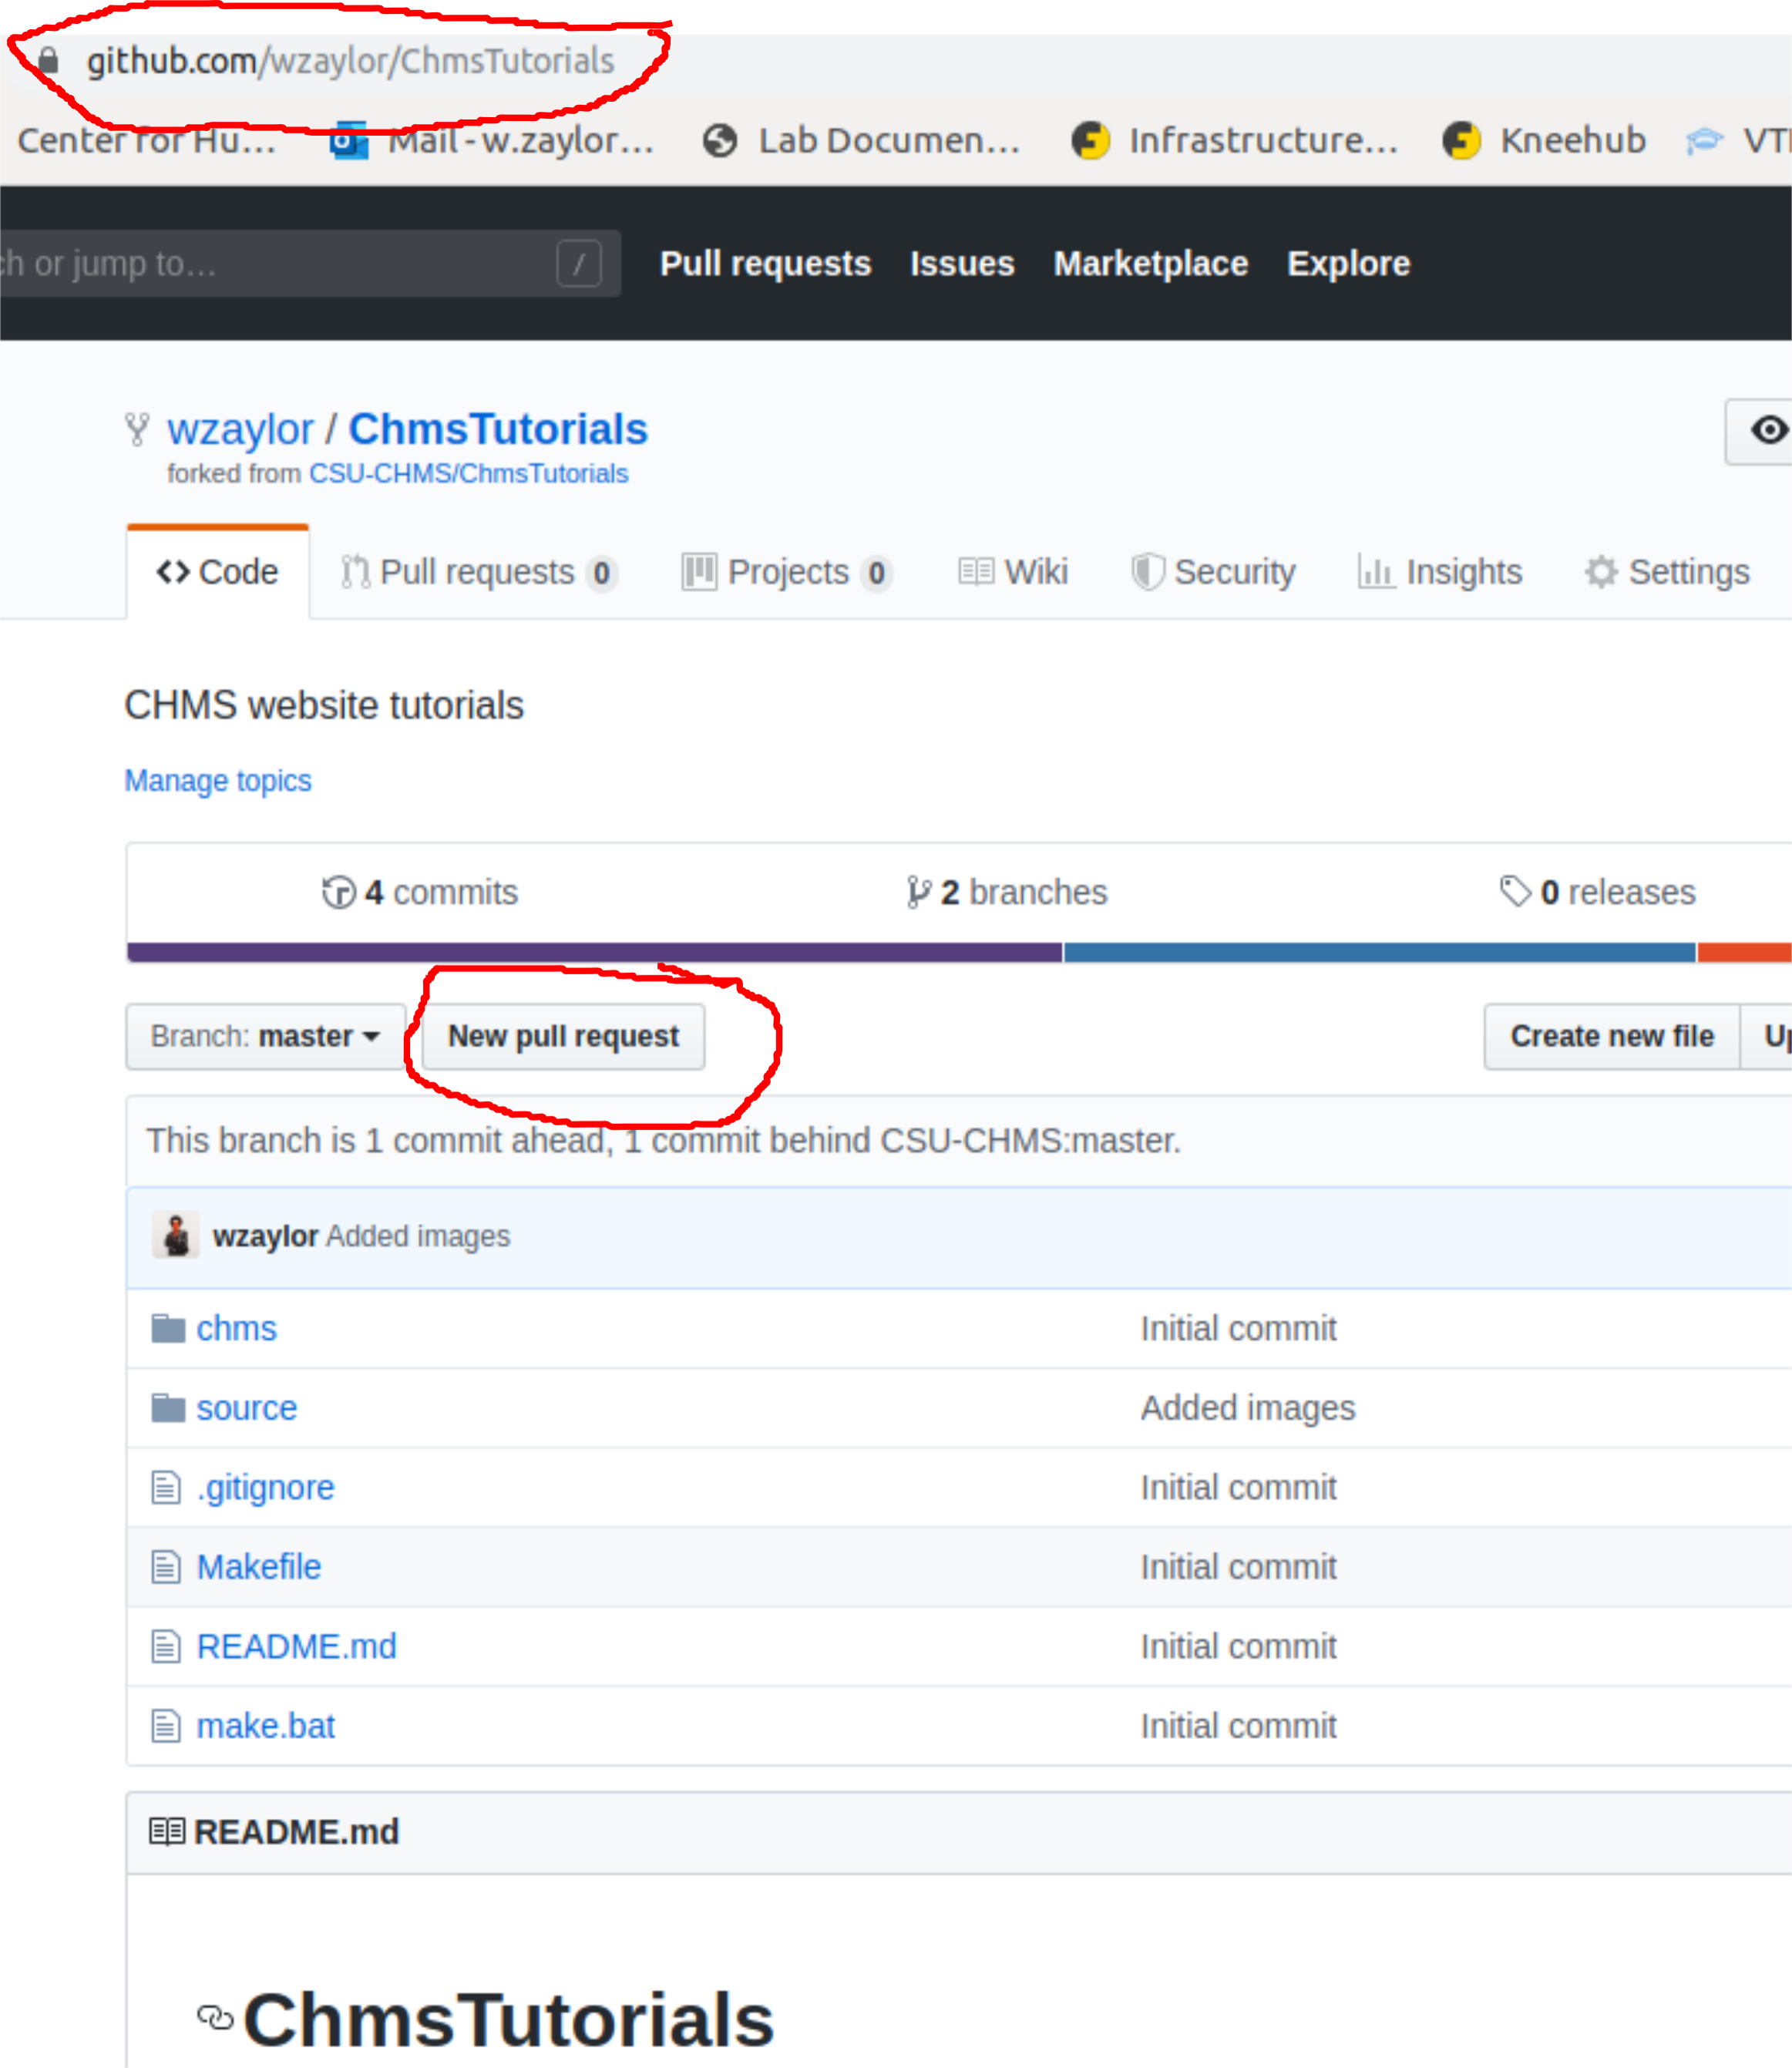 github.com/wzaylor/ChmsTutorials
Center for Hu... Mail - w.zaylor... Lab Documen... Infrastructure... Kneehub
ch or jump to... / Pull requests Issues Marketplace Explore
wzaylor / ChmsTutorials
forked from CSU-CHMS/ChmsTutorials
<> Code Pull requests 0 Projects 0 Wiki Security Insights Settings
CHMS website tutorials
Manage topics
4 commits 2 branches 0 releases
Branch: master New pull request Create new file
This branch is 1 commit ahead, 1 commit behind CSU-CHMS:master.
wzaylor Added images
chms Initial commit
source Added images
.gitignore Initial commit
Makefile Initial commit
README.md Initial commit
make.bat Initial commit
README.md
ChmsTutorials